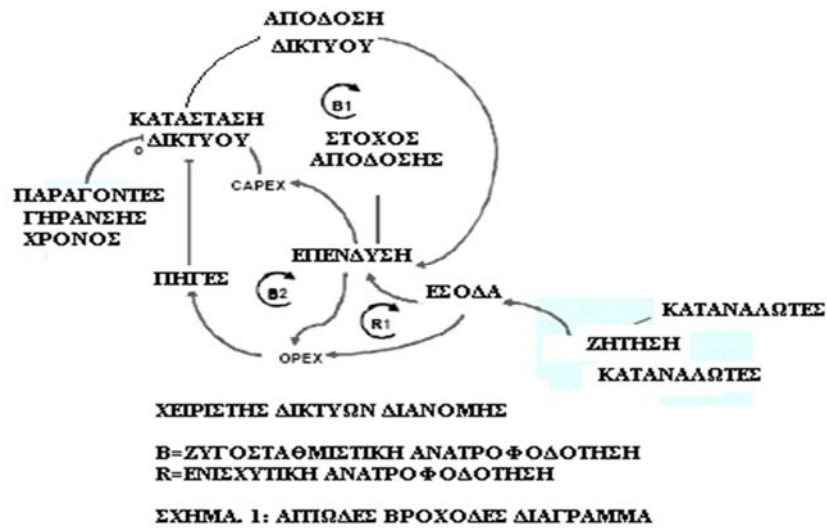 ΑΠΟΔΟΣΗ
ΔΙΚΤΥΟΥ
B1
ΚΑΤΑΣΤΑΣΗ
ΔΙΚΤΥΟΥ
ΣΤΟΧΟΣ
ΑΠΟΔΟΣΗΣ
CAPEX
ΠΑΡΑΓΟΝΤΕΣ
ΓΗΡΑΝΣΗΣ
ΧΡΟΝΟΣ
ΕΠΕΝΔΥΣΗ
ΠΗΓΕΣ
B2
ΕΣΟΔΑ
R1
ΚΑΤΑΝΑΛΩΤΕΣ
ΖΗΤΗΣΗ
ΚΑΤΑΝΑΛΩΤΕΣ
OPEX
ΧΕΙΡΙΣΤΗΣ ΔΙΚΤΥΩΝ ΔΙΑΝΟΜΗΣ
Β=ΖΥΓΟΣΤΑΘΜΙΣΤΙΚΗ ΑΝΑΤΡΟΦΟΔΟΤΗΣΗ
R=ΕΝΙΣΧΥΤΙΚΗ ΑΝΑΤΡΟΦΟΔΟΤΗΣΗ
ΣΧΗΜΑ. 1: ΑΙΤΙΩΔΕΣ ΒΡΟΧΟΔΕΣ ΔΙΑΓΡΑΜΜΑ